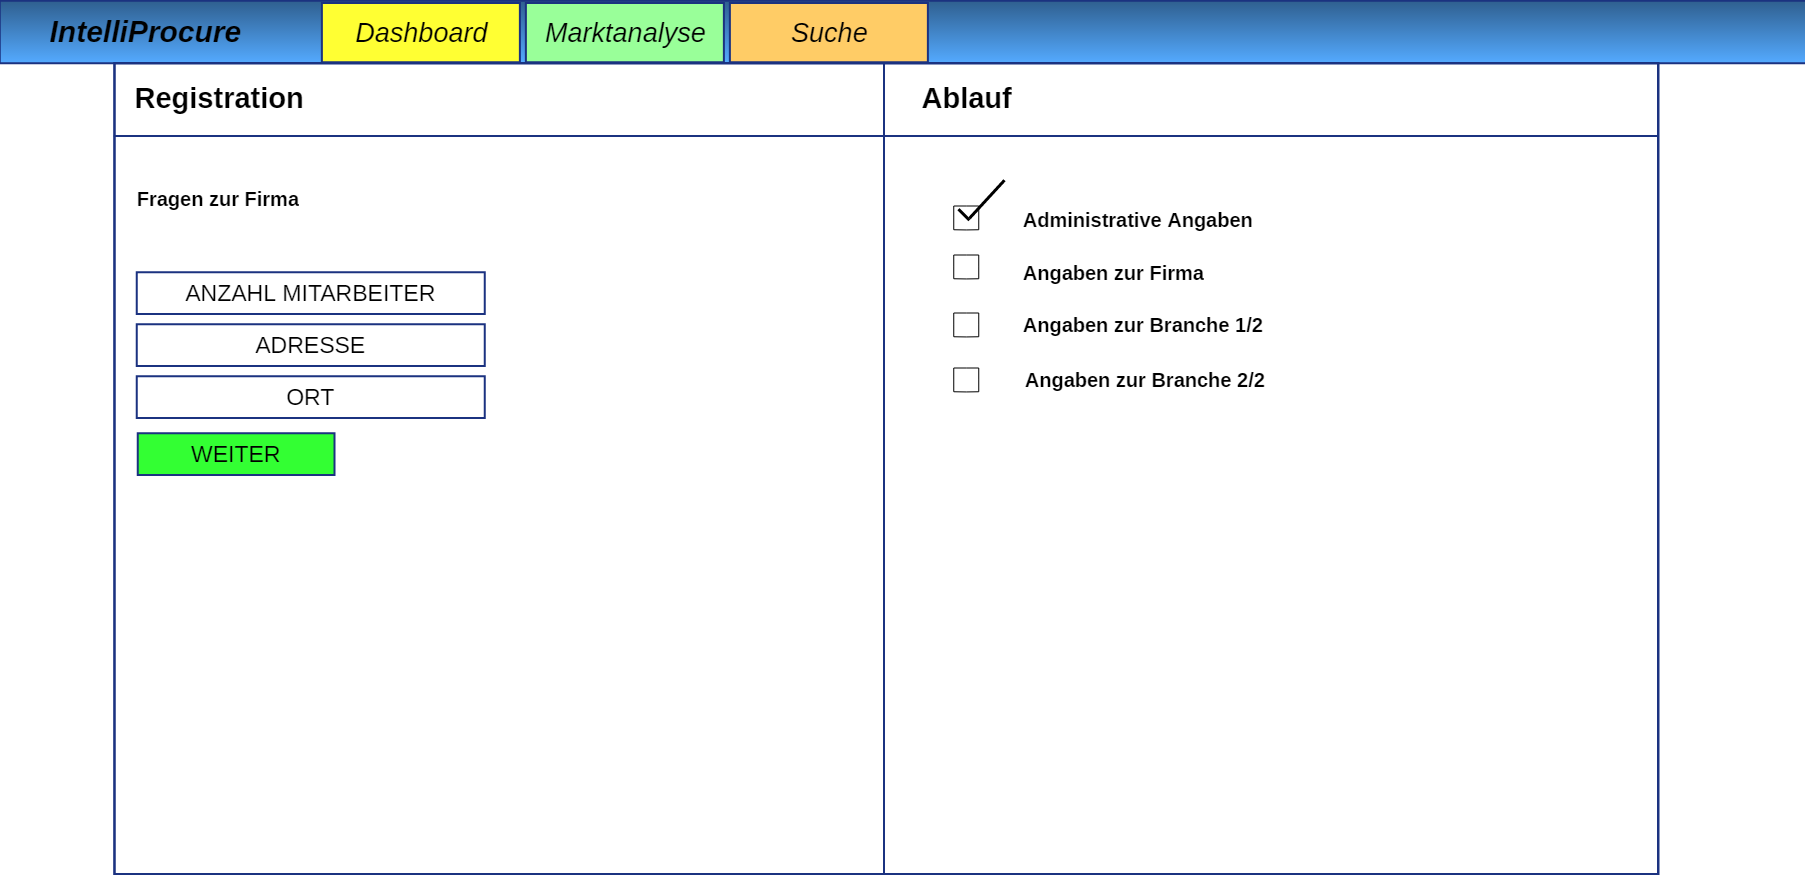 IntelliProcure
Dashboard
Marktanalyse
Suche
Registration
Fragen zur Firma
ANZAHL MITARBEITER
ADRESSE
ORT
WEITER
Ablauf
Administrative Angaben
Angaben zur Firma
Angaben zur Branche 1/2
Angaben zur Branche 2/2